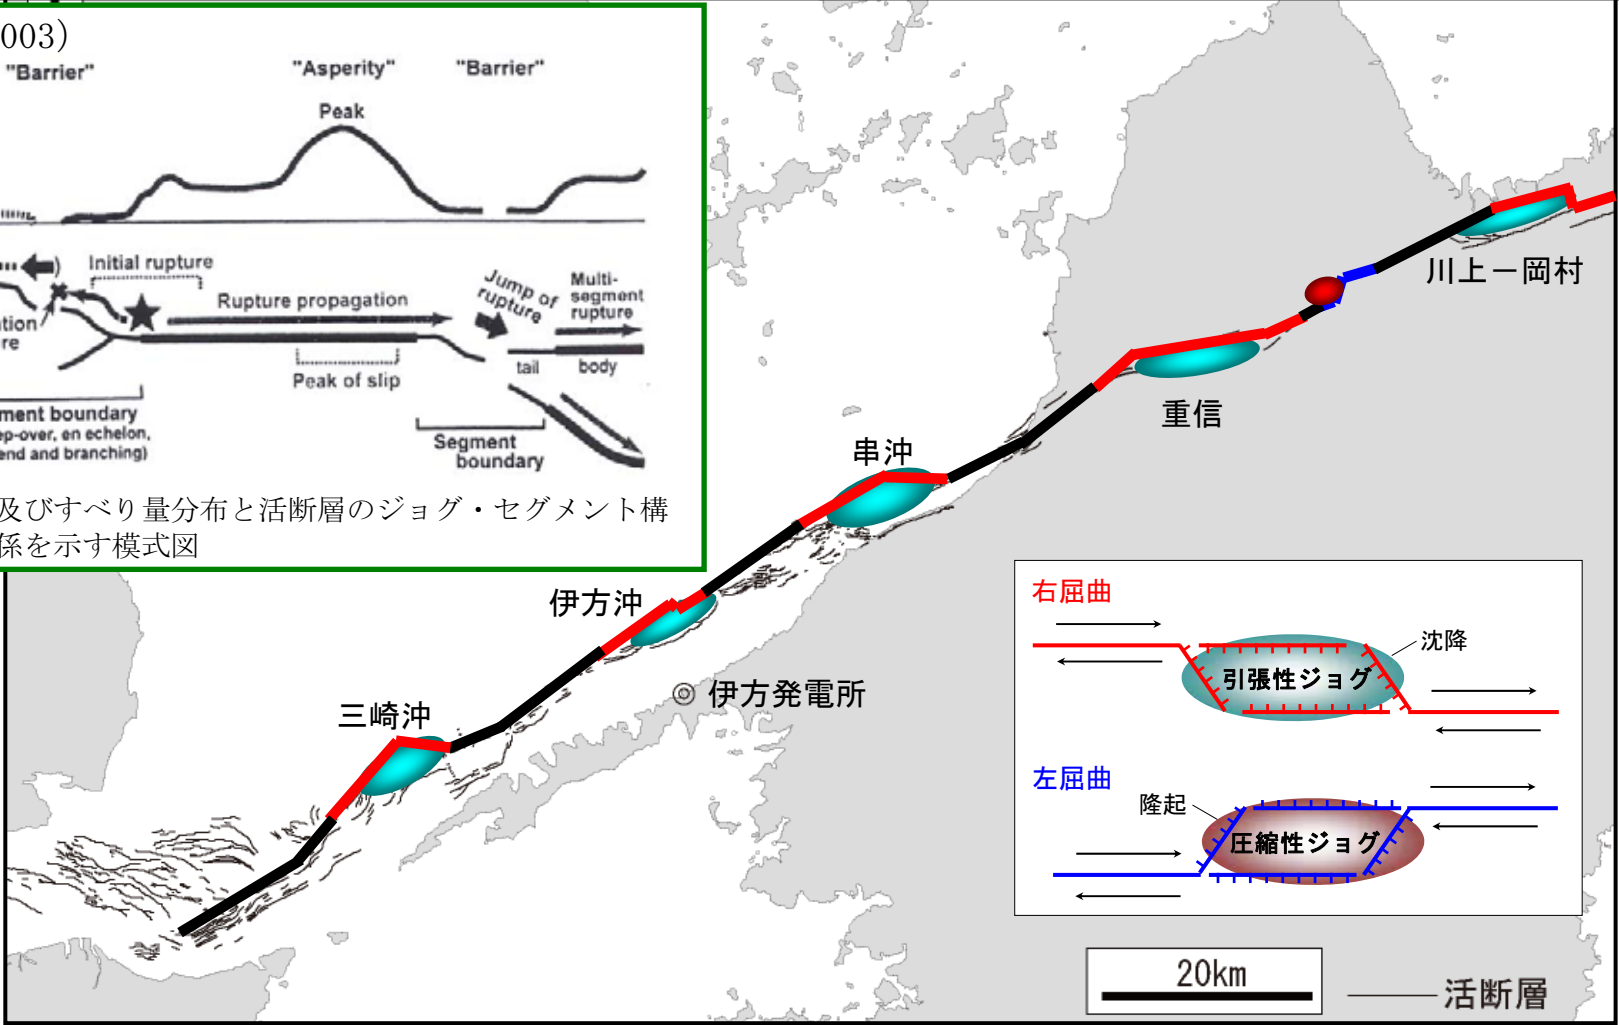 003)
"Barrier"
"Asperity"
"Barrier"
Peak
Initial rupture
Rupture propagation
Jump of
rupture
Multi-
segment
rupture
tail
body
Peak of slip
ment boundary
ep-over, en echelon,
end and branching)
Segment
boundary
及びすべり量分布と活断層のジョグ・セグメント構
係を示す模式図
川上－岡村
重信
串沖
伊方沖
伊方発電所
三崎沖
右屈曲
沈降
引張性ジョグ
左屈曲
隆起
圧縮性ジョグ
20km
活断層